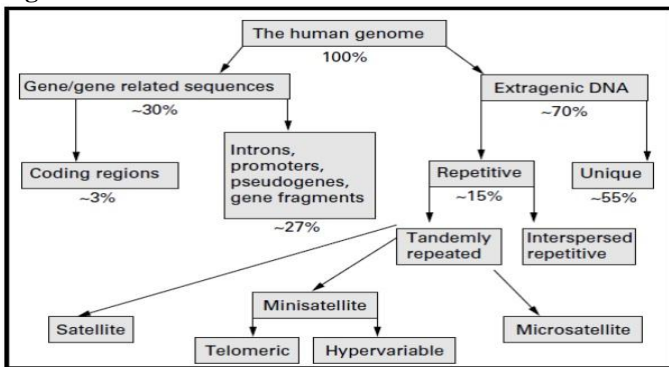 The human genome
100%
Gene/gene related sequences
Extragenic DNA
~30%
~70%
Coding regions
~3%
Introns,
promoters,
pseudogenes,
gene fragments
~27%
Repetitive
~15%
Unique
~55%
Tandemly
repeated
Interspersed
repetitive
Minisatellite
Satellite
Microsatellite
Telomeric
Hypervariable